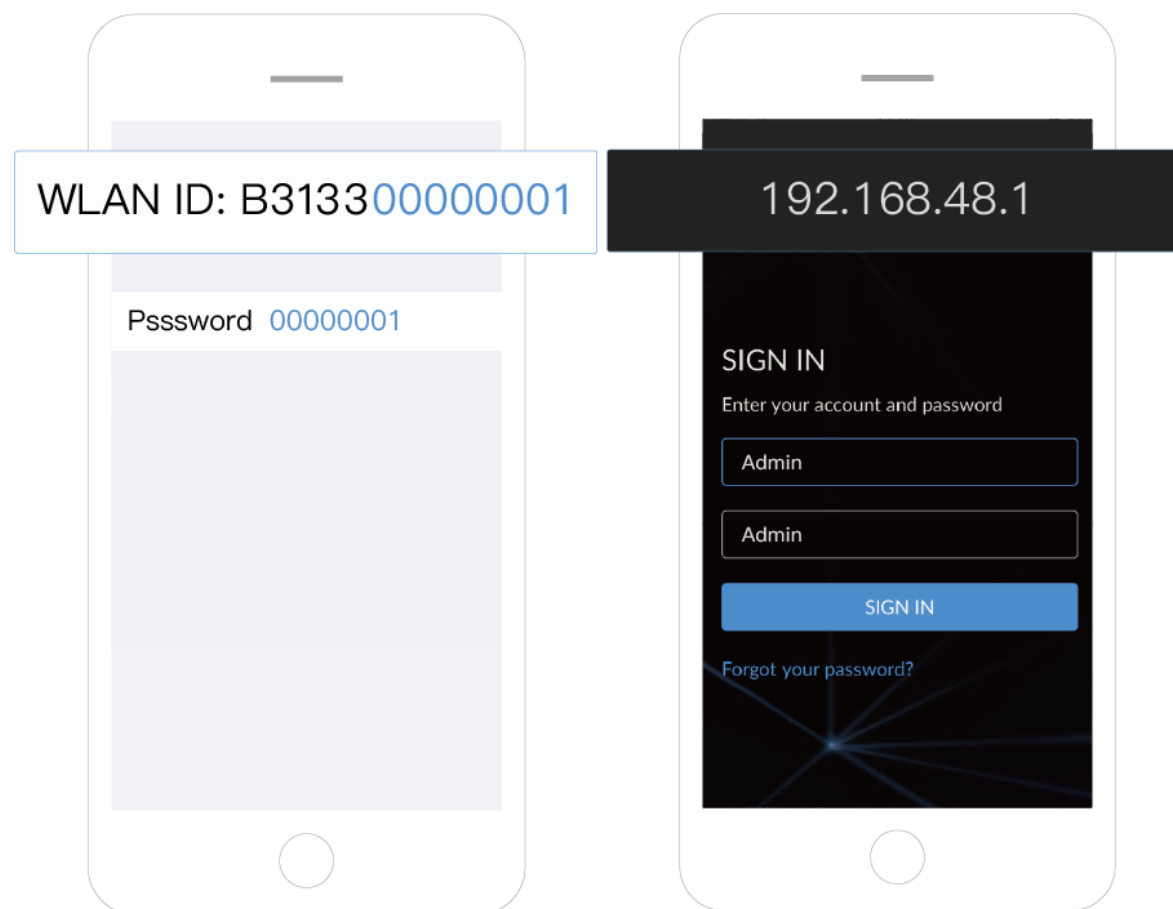 WLAN ID: B313300000001
Psssword 00000001
192.168.48.1
SIGN IN
Enter your account and password
Admin
Admin
SIGN IN
Forgot your password?